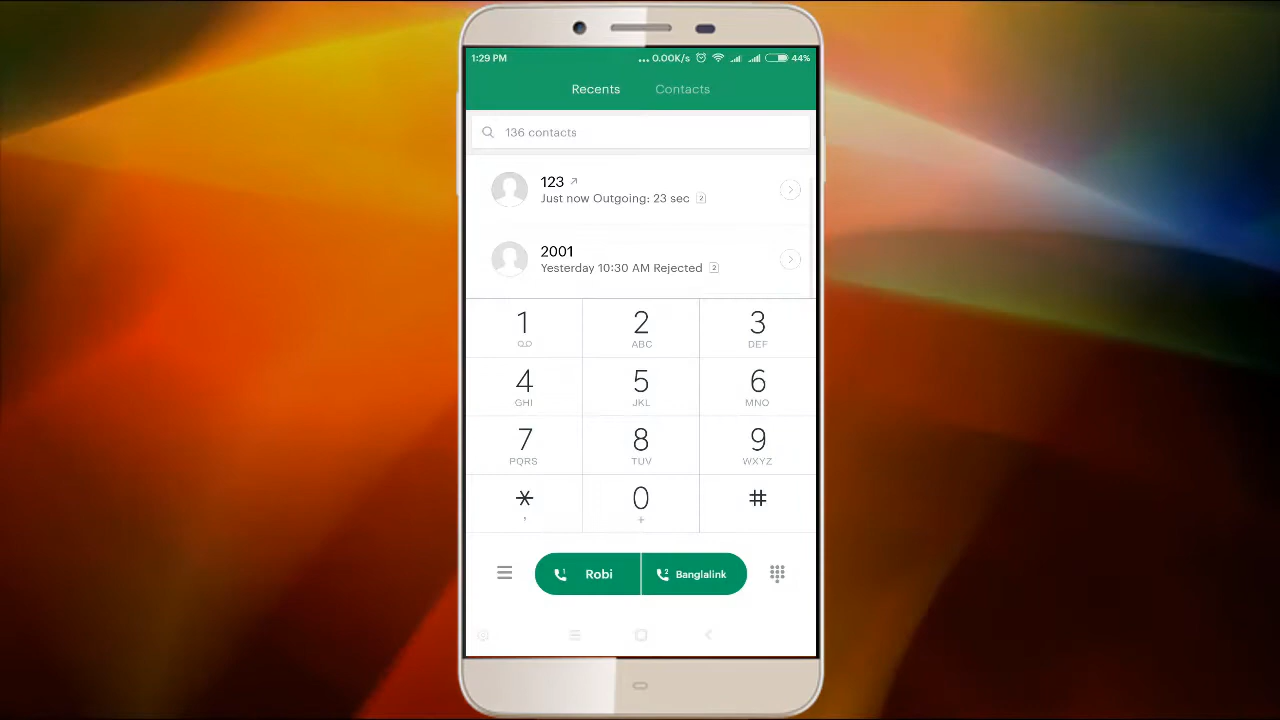 1:29 PM ... 0.00K/s 44%
Recents Contacts
136 contacts
123
Just now Outgoing: 23 sec 2
2001
Yesterday 10:30 AM Rejected 2
1 2 3
ABC DEF
4 5 6
GHI JKL MNO
7 8 9
PQRS TUV WXYZ
* 0 #
, +
1 Robi 2 Banglalink